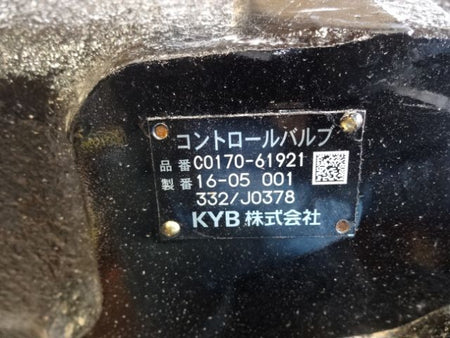 コントロールバルブ
品番 C0170-61921
製番 16-05 001
332/J0378
KYB 株式会社